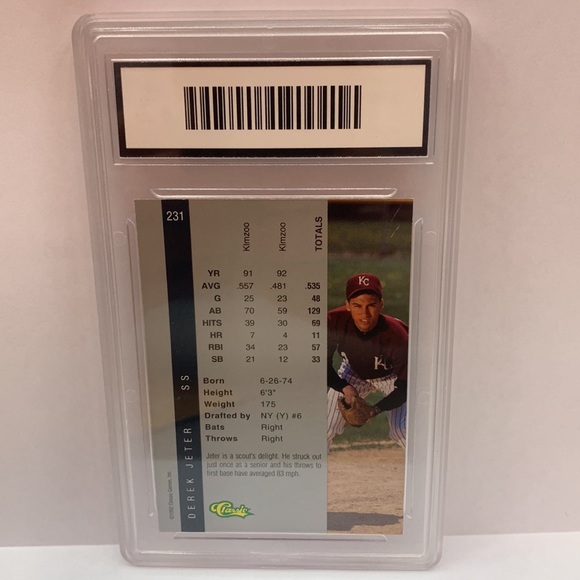 231
Klmzoo Klmzoo TOTALS
YR 91 92
AVG .557 .481 .535
G 25 23 48
AB 70 59 129
HITS 39 30 69
HR 7 4 11
RBI 34 23 57
SB 21 12 33
Born 6-26-74
Height 6'3"
Weight 175
Drafted by NY (Y) #6
Bats Right
Throws Right
Jeter is a scout's delight. He struck out
just once as a senior and his throws to
first base have averaged 83 mph.
DEREK JETER SS
Classic
KC
KC